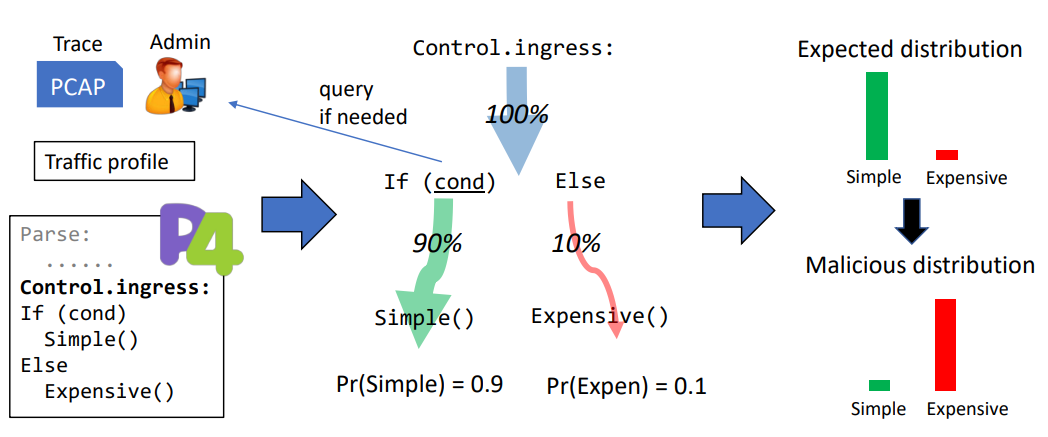 Trace
Admin
PCAP
Traffic profile
P4
Parse:
......
Control.ingress:
If (cond)
Simple()
Else
Expensive()
Control.ingress:
100%
query
if needed
If (cond)
Else
90%
10%
Simple()
Expensive()
Pr(Simple) = 0.9
Pr(Expen) = 0.1
Expected distribution
Simple
Expensive
Malicious distribution
Simple
Expensive